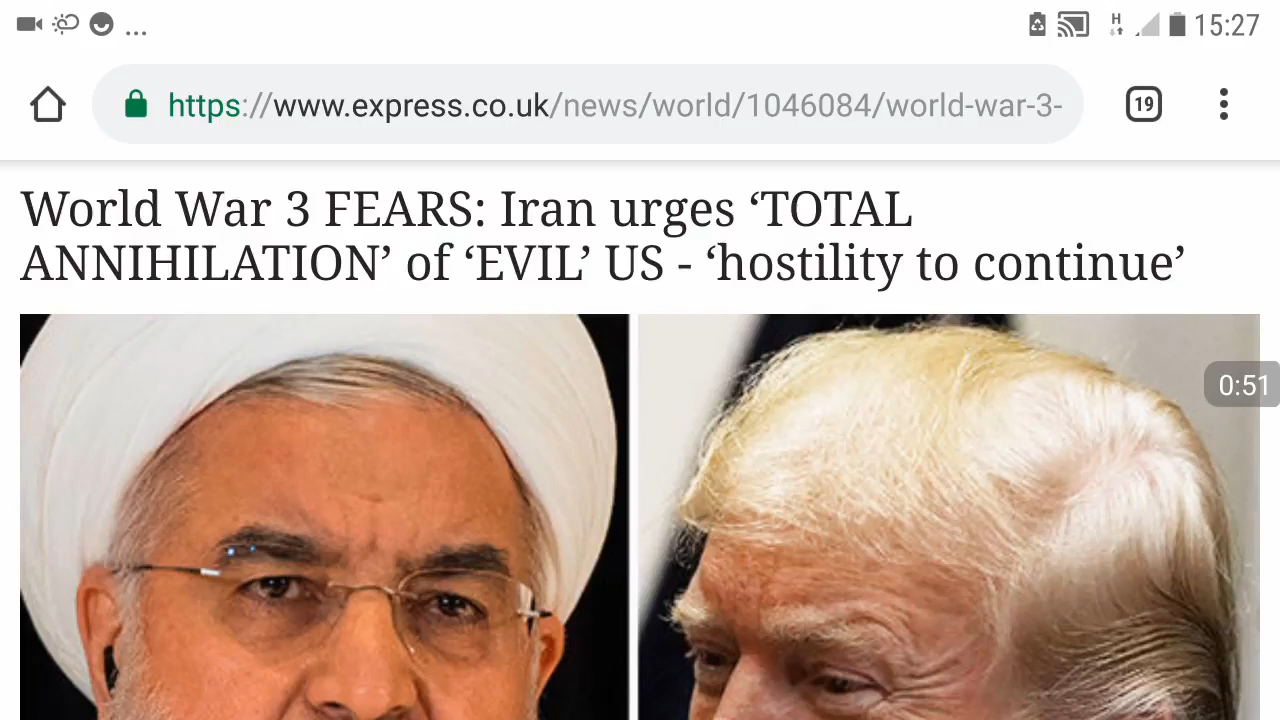 ... H 15:27
https://www.express.co.uk/news/world/1046084/world-war-3- 19
World War 3 FEARS: Iran urges ‘TOTAL
ANNIHILATION’ of ‘EVIL’ US - ‘hostility to continue’
0:51